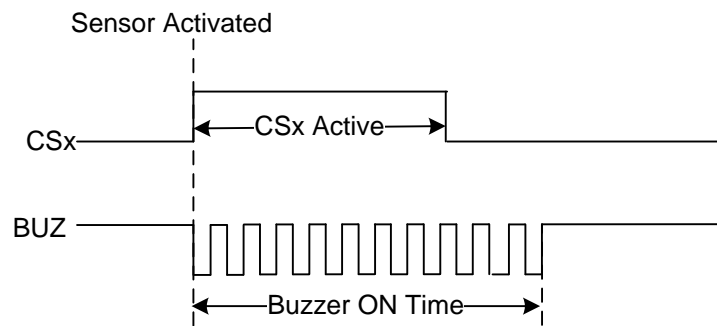 Sensor Activated
CSx Active
CSx
BUZ
Buzzer ON Time